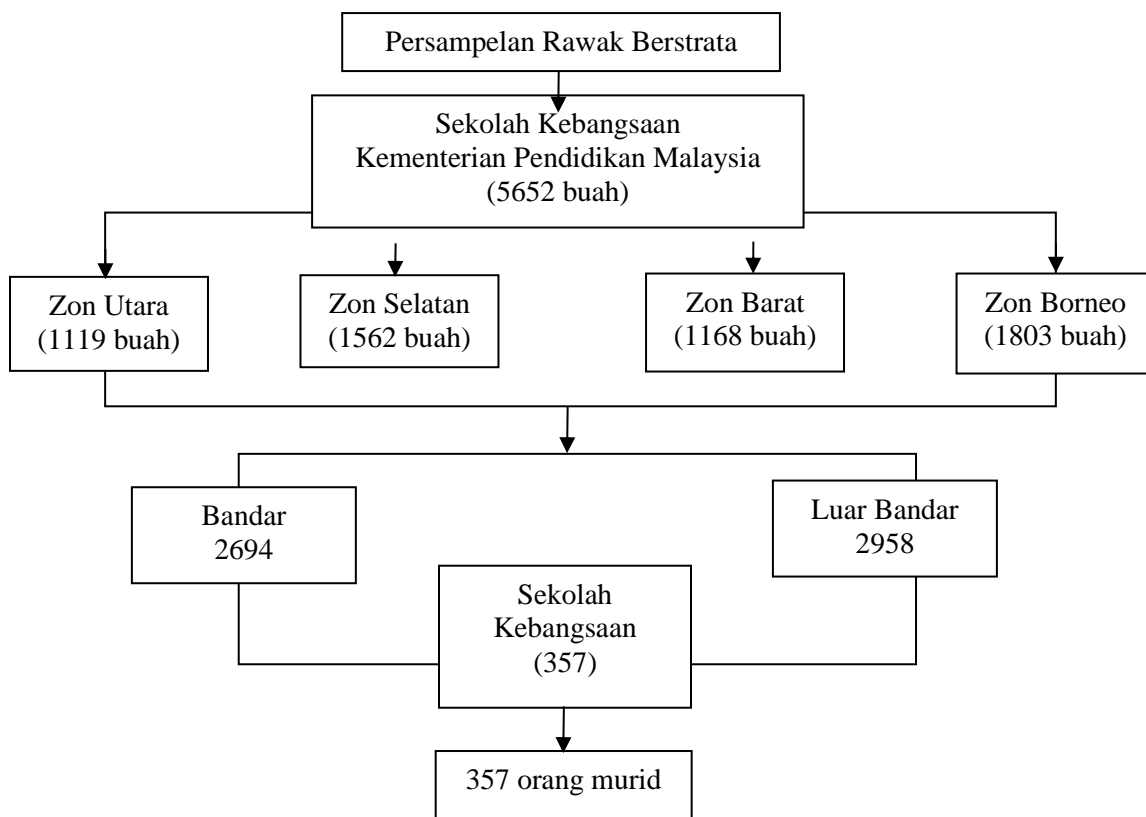 Persampelan Rawak Berstrata
Sekolah Kebangsaan
Kementerian Pendidikan Malaysia
(5652 buah)
Zon Utara
(1119 buah)
Zon Selatan
(1562 buah)
Zon Barat
(1168 buah)
Zon Borneo
(1803 buah)
Bandar
2694
Luar Bandar
2958
Sekolah
Kebangsaan
(357)
357 orang murid